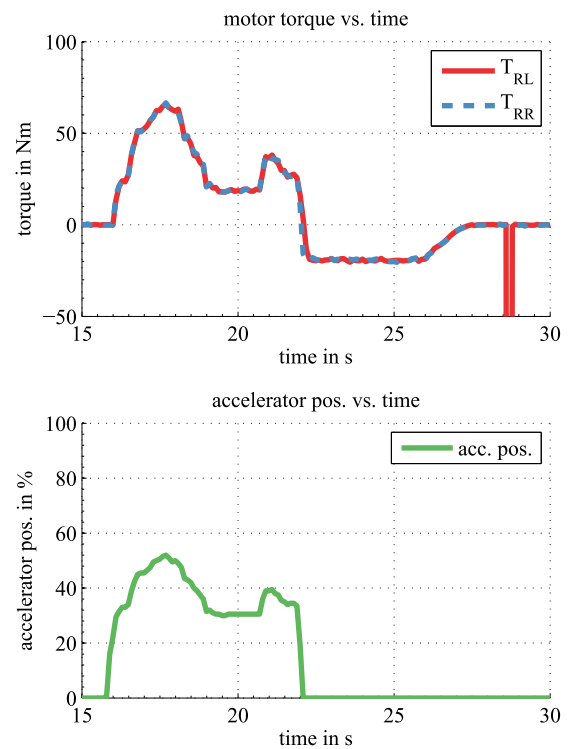 motor torque vs. time
100
T_RL
T_RR
50
torque in Nm
0
−50
15 20 25 30
time in s
accelerator pos. vs. time
100
acc. pos.
80
60
accelerator pos. in %
40
20
0
15 20 25 30
time in s